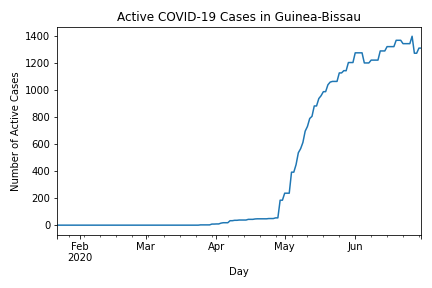 Active COVID-19 Cases in Guinea-Bissau
Number of Active Cases
1400
1200
1000
800
600
400
200
0
Feb
2020
Mar
Apr
May
Jun
Day